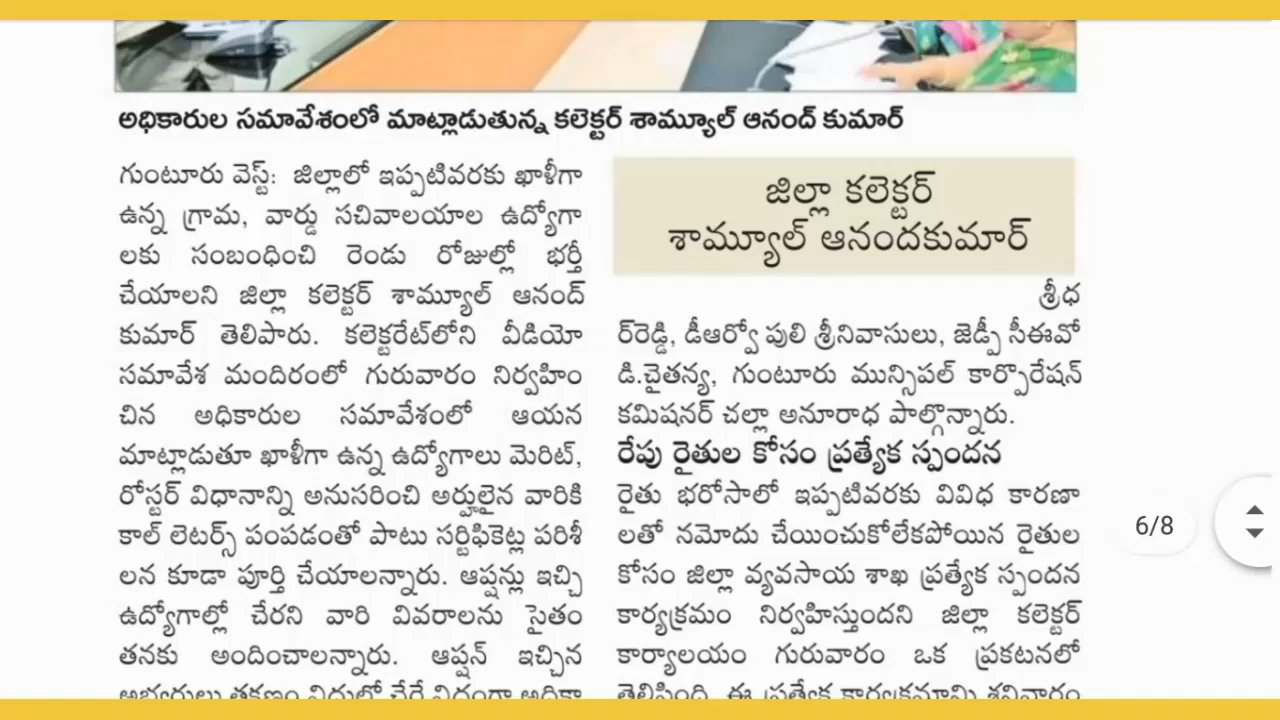 అధికారుల సమావేశంలో మాట్లాడుతున్న కలెక్టర్ శామ్యూల్ ఆనంద్ కుమార్
గుంటూరు వెస్ట్: జిల్లాలో ఇప్పటివరకు ఖాళీగా
ఉన్న గ్రామ, వార్డు సచివాలయాల ఉద్యోగా
లకు సంబంధించి రెండు రోజుల్లో భర్తీ
చేయాలని జిల్లా కలెక్టర్ శామ్యూల్ ఆనంద్
కుమార్ తెలిపారు. కలెక్టరేట్‌లోని వీడియో
సమావేశ మందిరంలో గురువారం నిర్వహిం
చిన అధికారుల సమావేశంలో ఆయన
మాట్లాడుతూ ఖాళీగా ఉన్న ఉద్యోగాలు మెరిట్,
రోస్టర్ విధానాన్ని అనుసరించి అర్హులైన వారికి
కాల్ లెటర్స్ పంపడంతో పాటు సర్టిఫికెట్ల పరిశీ
లన కూడా పూర్తి చేయాలన్నారు. ఆప్షన్లు ఇచ్చి
ఉద్యోగాల్లో చేరని వారి వివరాలను సైతం
తనకు అందించాలన్నారు. ఆప్షన్ ఇచ్చిన
జిల్లా కలెక్టర్
శామ్యూల్ ఆనందకుమార్
శ్రీధ
ర్‌రెడ్డి, డీఆర్వో పులి శ్రీనివాసులు, జెడ్పీ సీఈవో
డి.చైతన్య, గుంటూరు మున్సిపల్ కార్పొరేషన్
కమిషనర్ చల్లా అనూరాధ పాల్గొన్నారు.
రేపు రైతుల కోసం ప్రత్యేక స్పందన
రైతు భరోసాలో ఇప్పటివరకు వివిధ కారణా
లతో నమోదు చేయించుకోలేకపోయిన రైతుల
కోసం జిల్లా వ్యవసాయ శాఖ ప్రత్యేక స్పందన
కార్యక్రమం నిర్వహిస్తుందని జిల్లా కలెక్టర్
కార్యాలయం గురువారం ఒక ప్రకటనలో
తెలిపింది. ఈ ప్రత్యేక కార్యక్రమాన్ని శనివారం
6/8